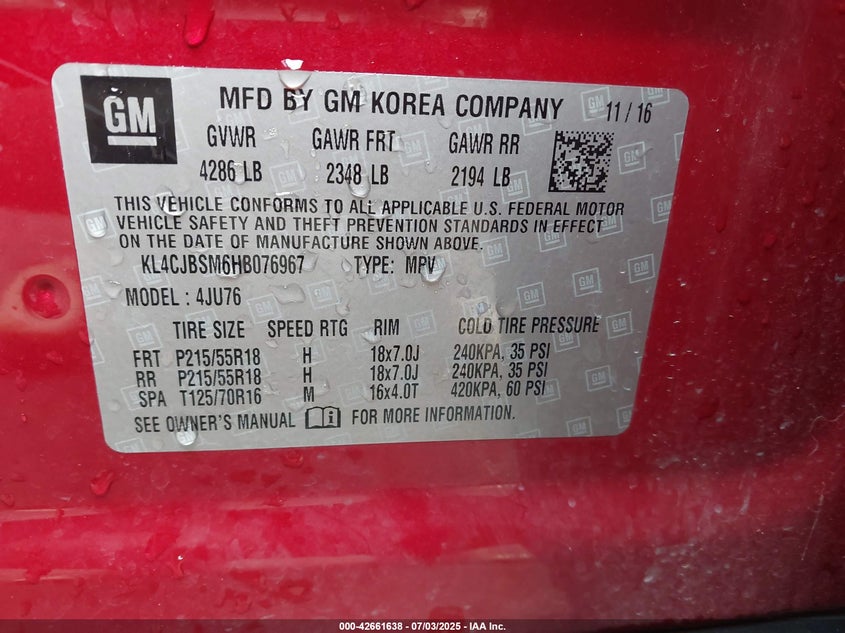 GM
MFD BY GM KOREA COMPANY 11 / 16
GVWR GAWR FRT GAWR RR
4286 LB 2348 LB 2194 LB
THIS VEHICLE CONFORMS TO ALL APPLICABLE U.S. FEDERAL MOTOR
VEHICLE SAFETY AND THEFT PREVENTION STANDARDS IN EFFECT
ON THE DATE OF MANUFACTURE SHOWN ABOVE.
KL4CJBSM6HB076967 TYPE: MPV
MODEL : 4JU76
TIRE SIZE SPEED RTG RIM COLD TIRE PRESSURE
FRT P215/55R18 H 18x7.0J 240KPA, 35 PSI
RR P215/55R18 H 18x7.0J 240KPA, 35 PSI
SPA T125/70R16 M 16x4.0T 420KPA, 60 PSI
SEE OWNER'S MANUAL FOR MORE INFORMATION.
000-42661638 - 07/03/2025 - IAA Inc.